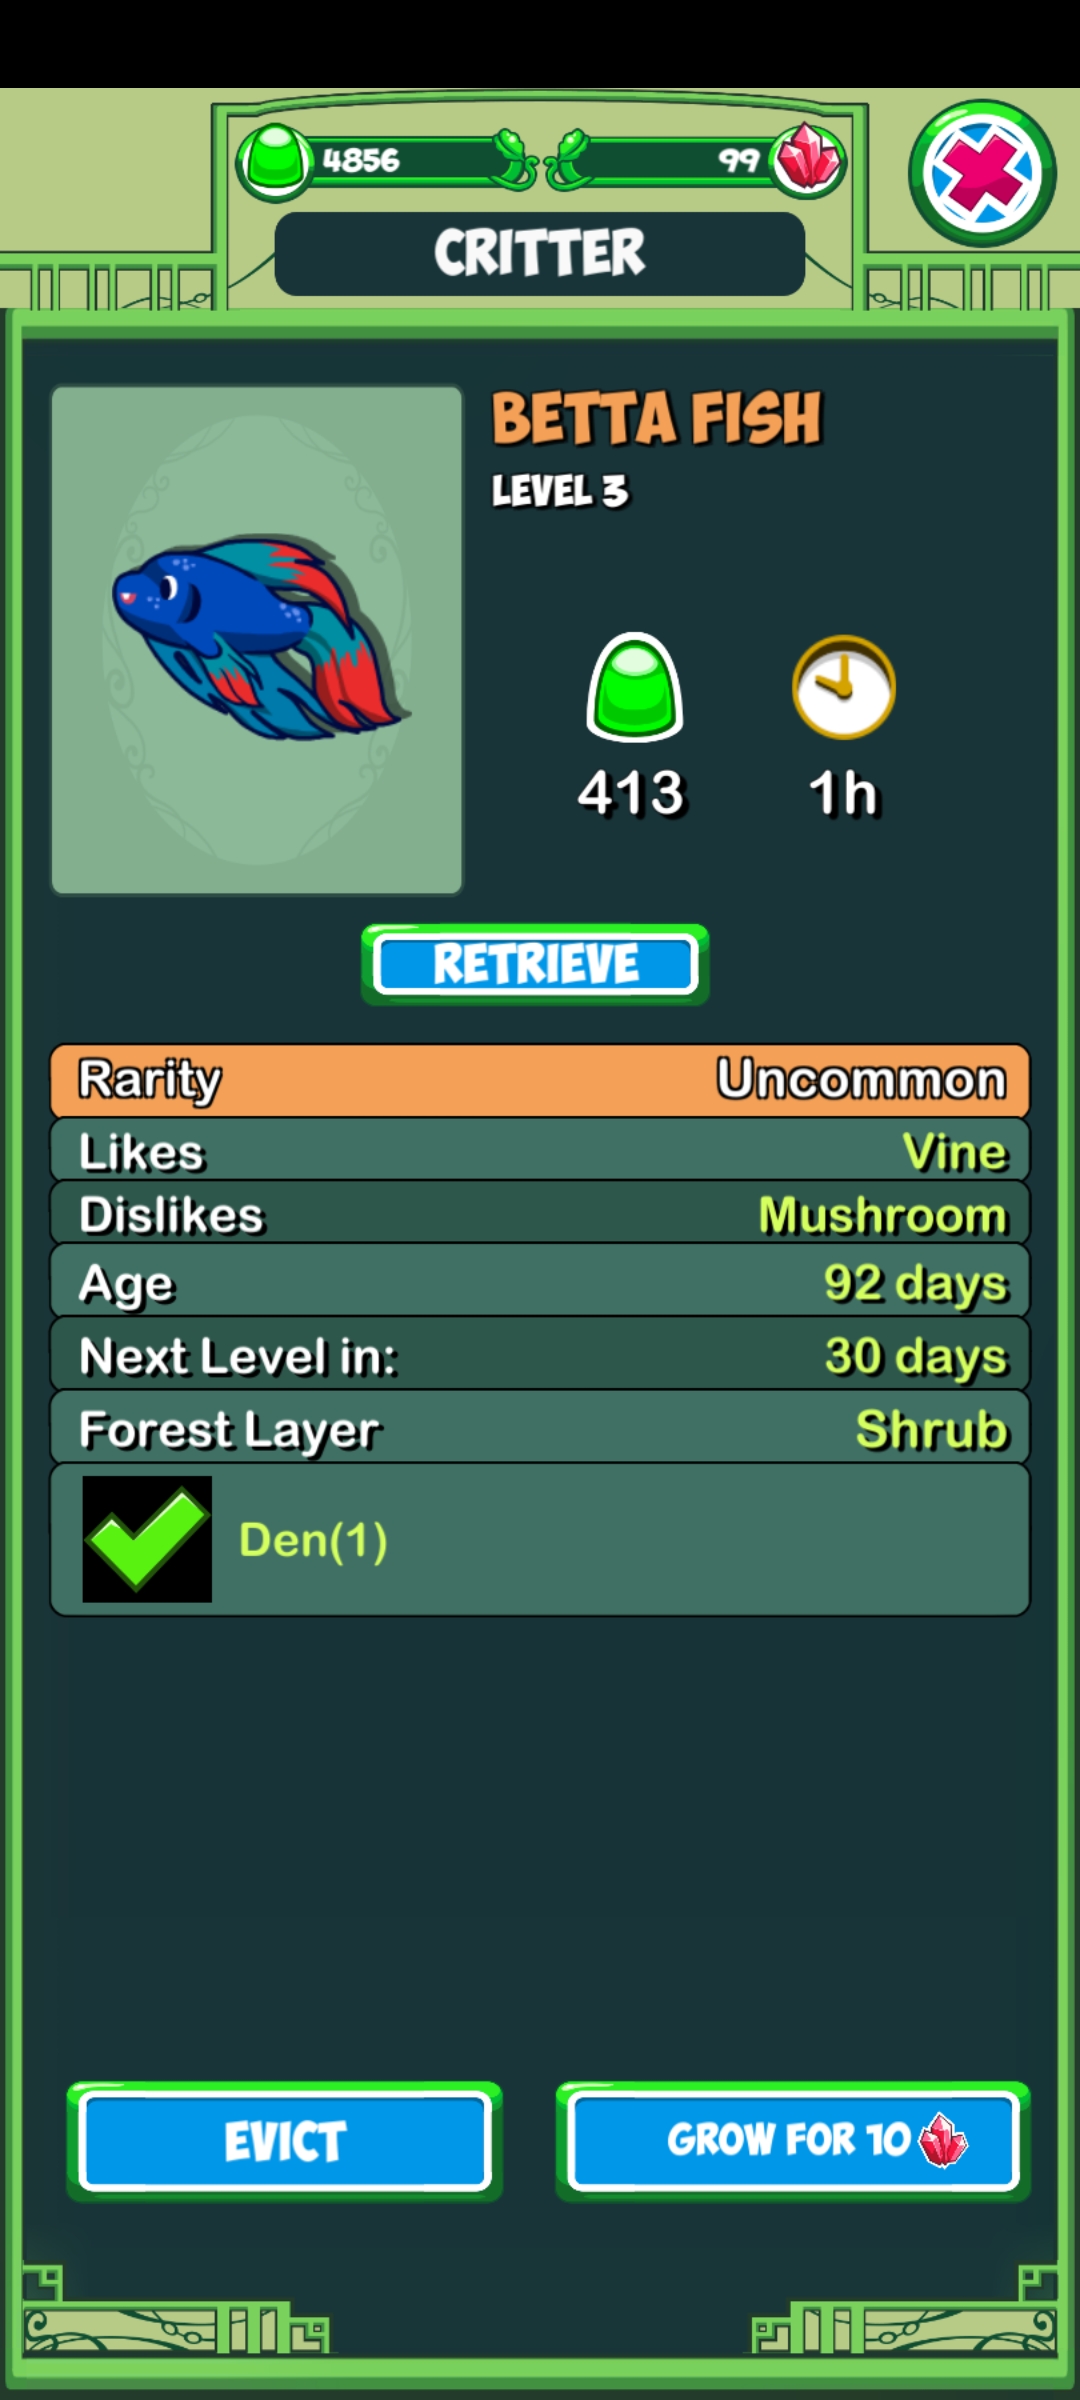 4856 99
CRITTER
BETTA FISH
LEVEL 3
413 1h
RETRIEVE
Rarity Uncommon
Likes Vine
Dislikes Mushroom
Age 92 days
Next Level in: 30 days
Forest Layer Shrub
Den(1)
EVICT GROW FOR 10